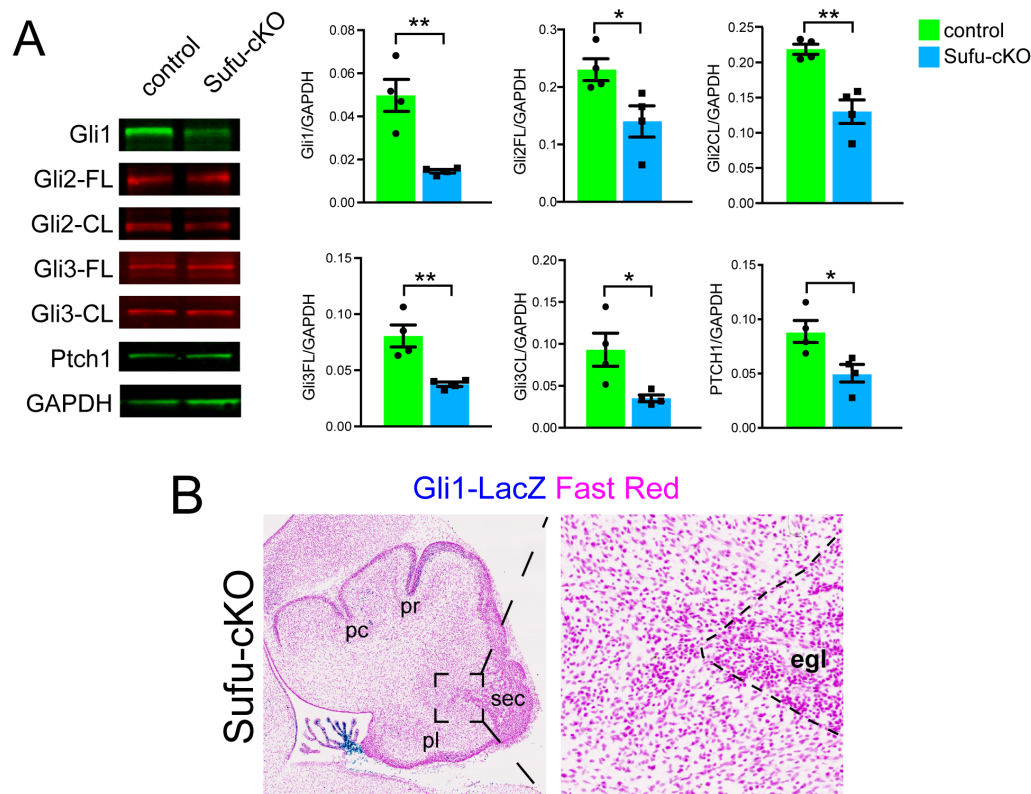 A
control
Sufu-cKO
Gli1
Gli2-FL
Gli2-CL
Gli3-FL
Gli3-CL
Ptch1
GAPDH
Gli1/GAPDH
0.08
0.06
0.04
0.02
0.00
**
Gli2FL/GAPDH
0.3
0.2
0.1
0.0
*
Gli2CL/GAPDH
0.25
0.20
0.15
0.10
0.05
0.00
**
control
Sufu-cKO
Gli3FL/GAPDH
0.15
0.10
0.05
0.00
**
Gli3CL/GAPDH
0.20
0.15
0.10
0.05
0.00
*
PTCH1/GAPDH
0.15
0.10
0.05
0.00
*
B
Gli1-LacZ Fast Red
Sufu-cKO
pc
pr
sec
pl
egl